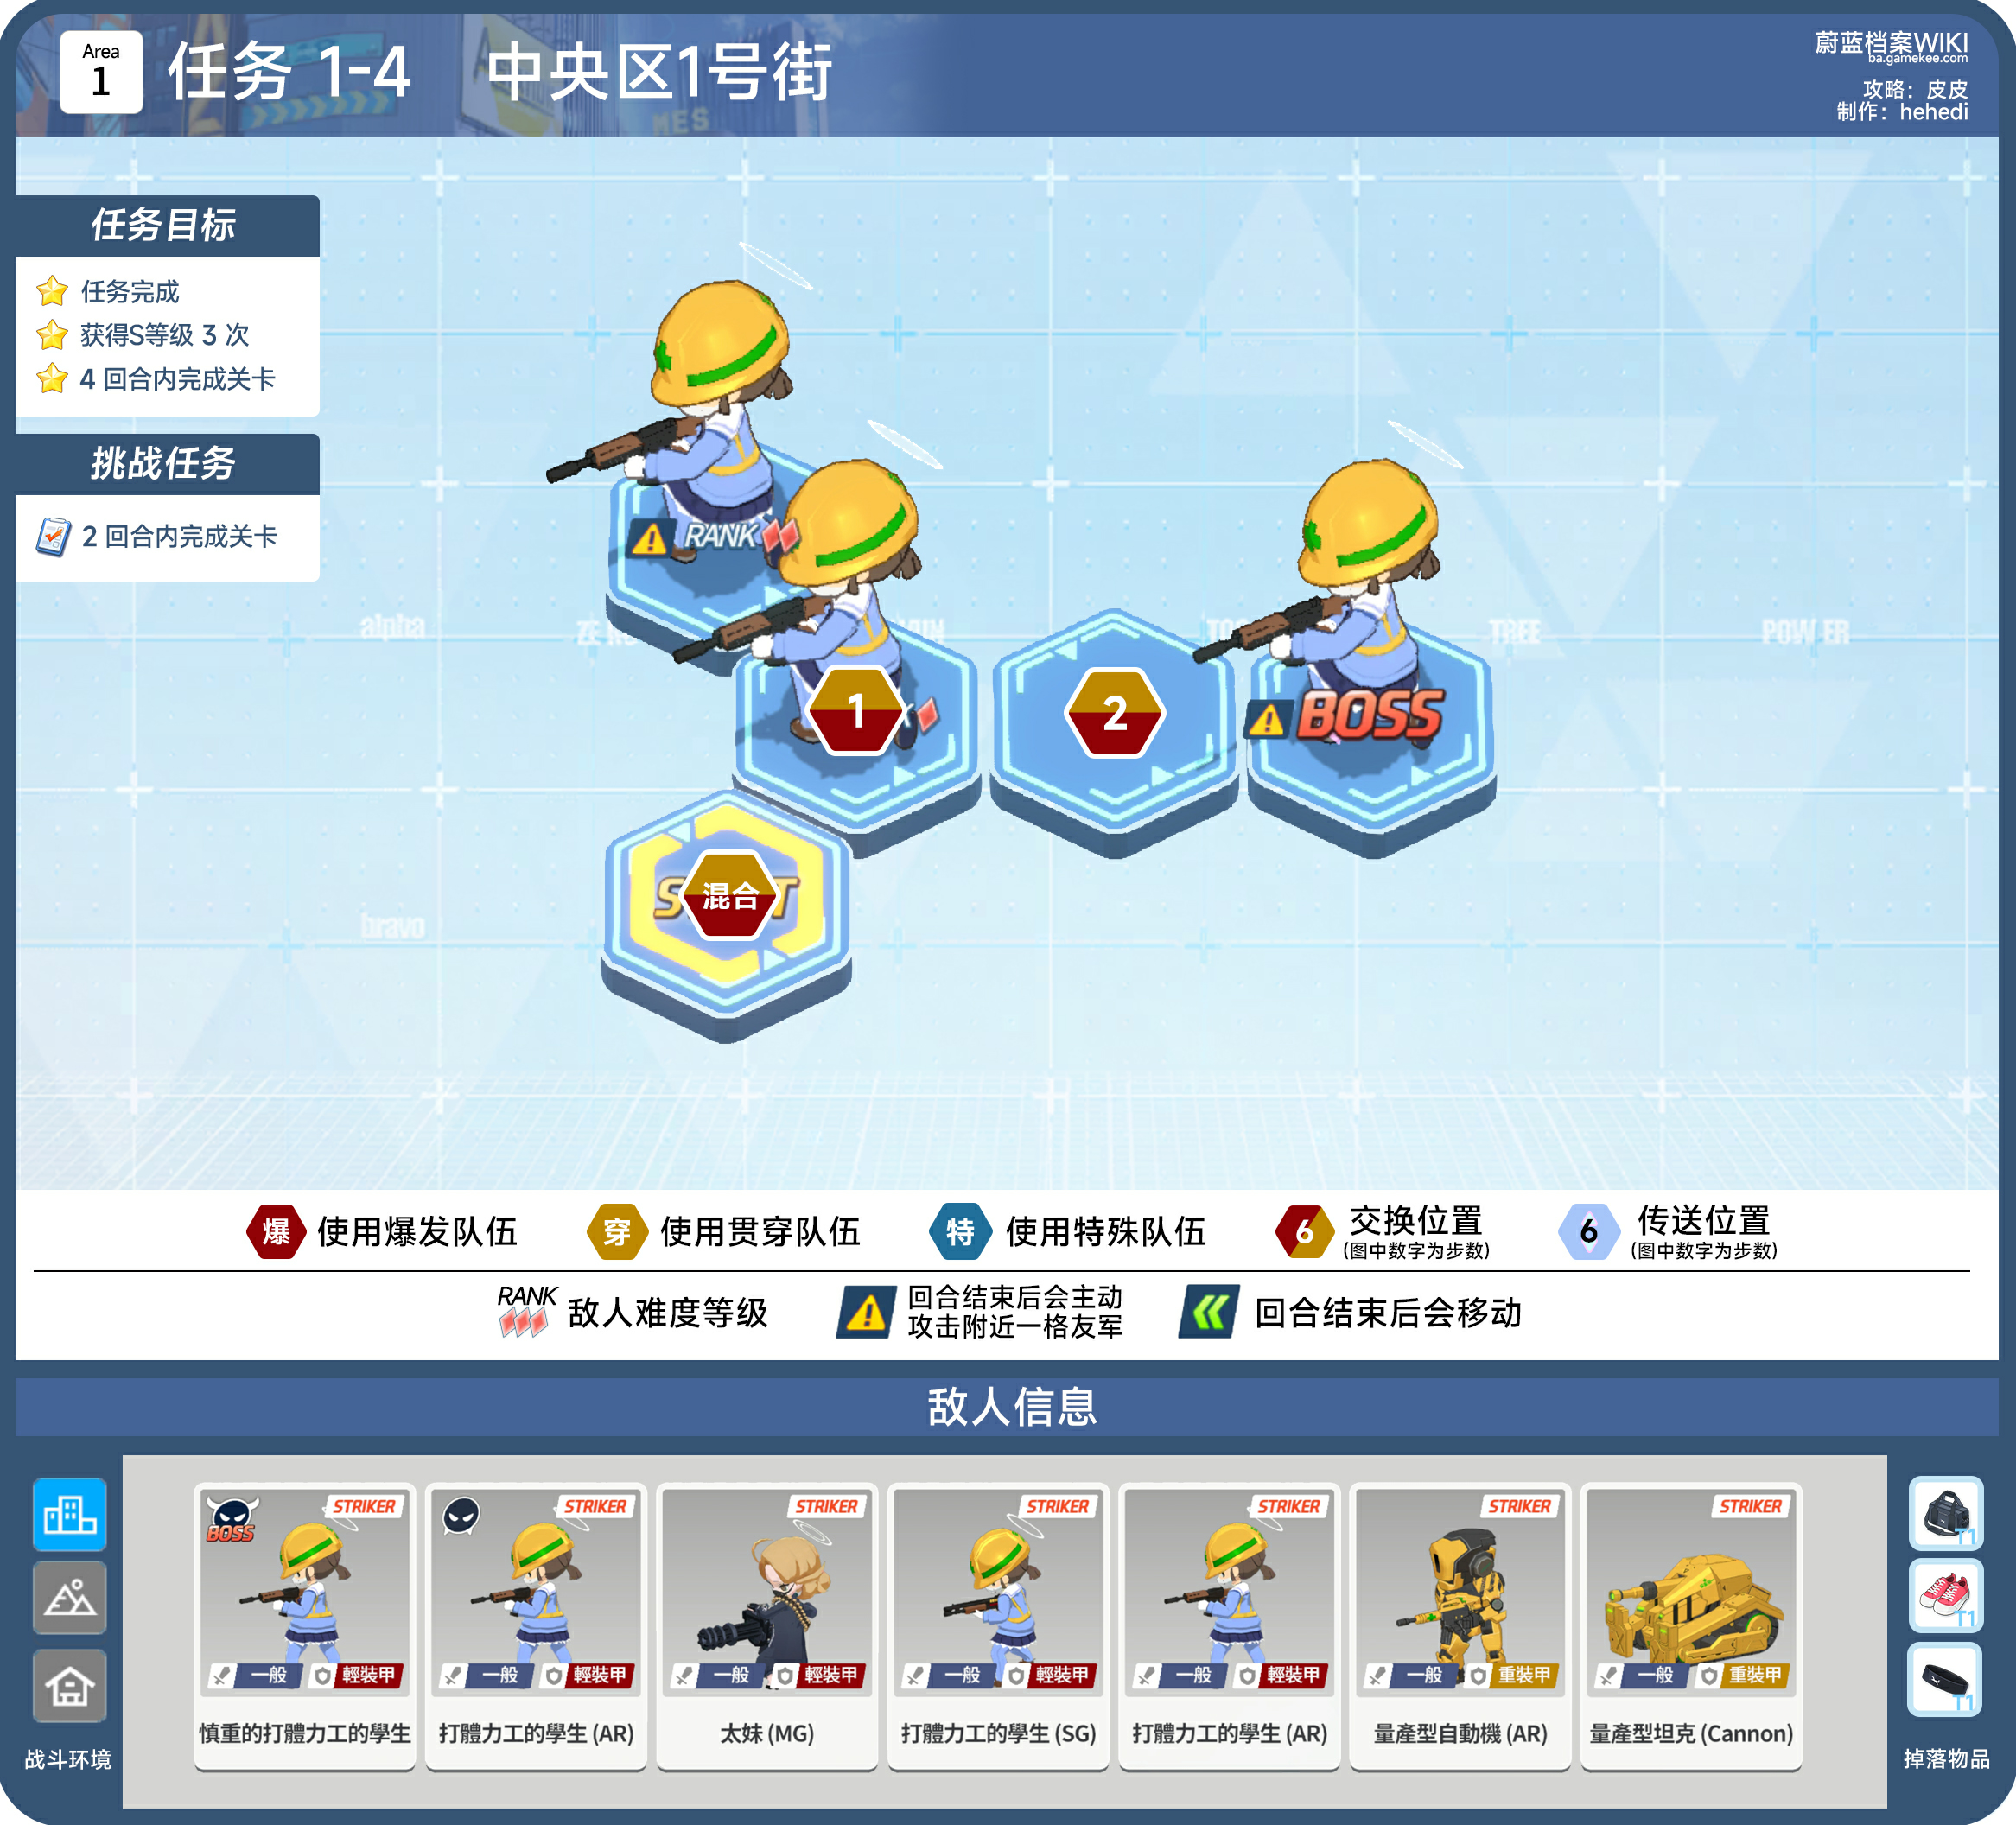 Area
1
任务 1-4 中央区1号街
蔚蓝档案WIKI
ba.gamekee.com
攻略：皮皮
制作：hehedi
任务目标
任务完成
获得S等级 3 次
4 回合内完成关卡
挑战任务
2 回合内完成关卡
RANK
alpha
TREE
POW ER
1
2
BOSS
混合
bravo
爆 使用爆发队伍
穿 使用贯穿队伍
特 使用特殊队伍
6 交换位置
(图中数字为步数)
6 传送位置
(图中数字为步数)
RANK 敌人难度等级
回合结束后会主动
攻击附近一格友军
回合结束后会移动
敌人信息
BOSS STRIKER
一般 輕裝甲
慎重的打體力工的學生
STRIKER
一般 輕裝甲
打體力工的學生 (AR)
STRIKER
一般 輕裝甲
太妹 (MG)
STRIKER
一般 輕裝甲
打體力工的學生 (SG)
STRIKER
一般 輕裝甲
打體力工的學生 (AR)
STRIKER
一般 重裝甲
量產型自動機 (AR)
STRIKER
一般 重裝甲
量產型坦克 (Cannon)
战斗环境
T1
T1
T1
掉落物品